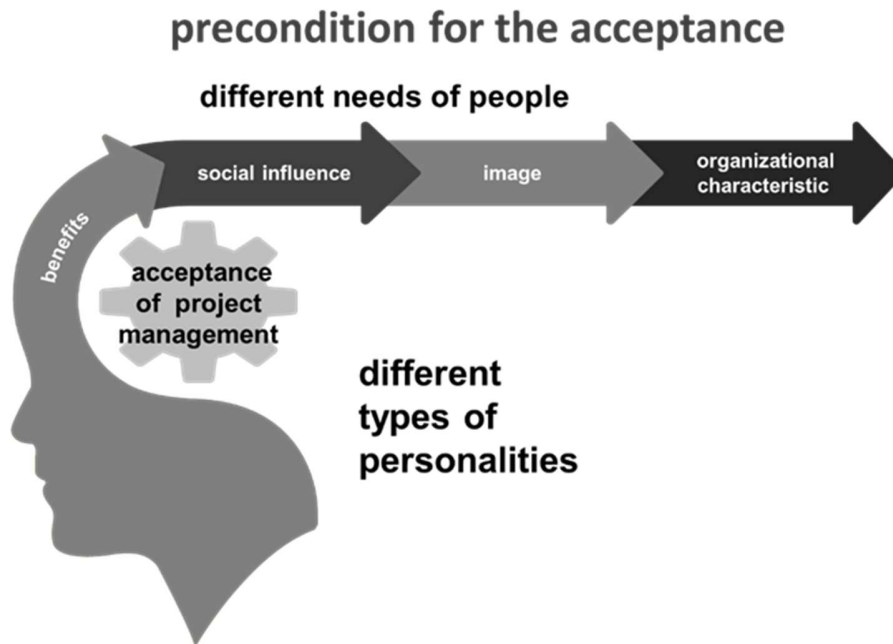 precondition for the acceptance
different needs of people
social influence
image
organizational
characteristic
benefits
acceptance
of project
management
different
types of
personalities